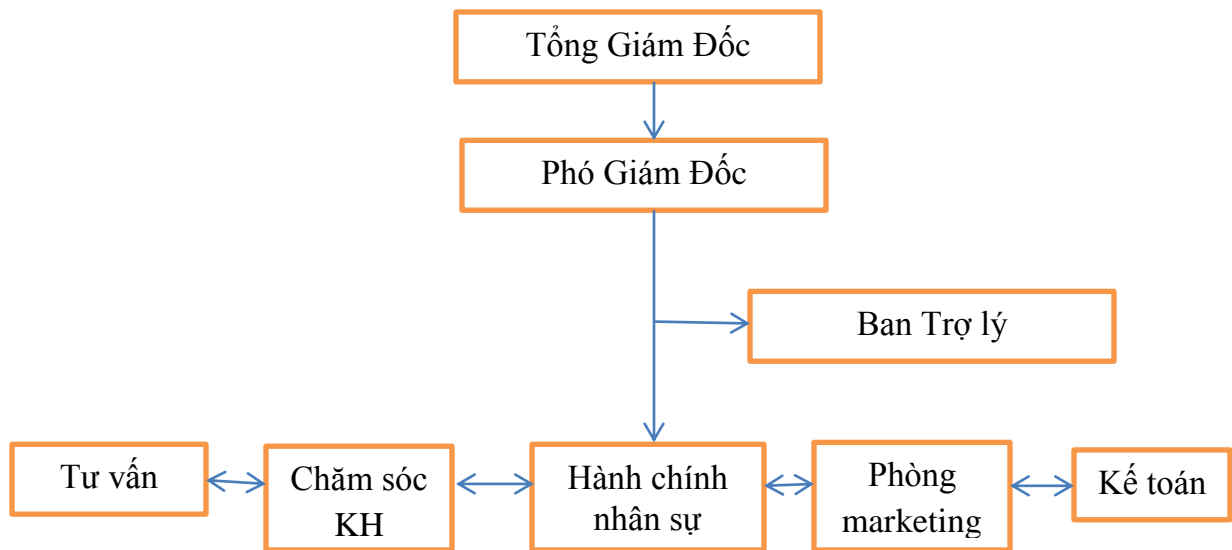 Tổng Giám Đốc
Phó Giám Đốc
Ban Trợ lý
Tư vấn
Chăm sóc
KH
Hành chính
nhân sự
Phòng
marketing
Kế toán